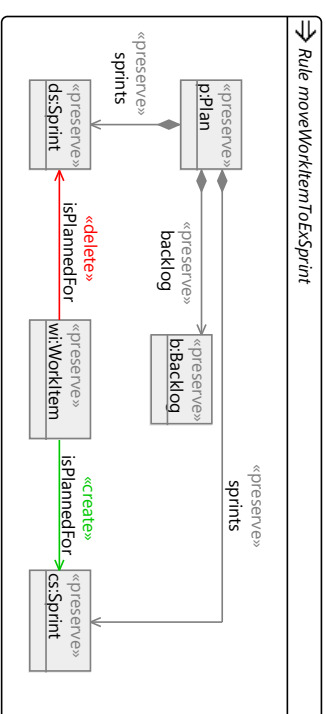 Rule moveWorkItemToExSprint
«preserve»
p:Plan
«preserve»
sprints
«preserve»
backlog
«preserve»
sprints
«preserve»
b:Backlog
«preserve»
ds:Sprint
«delete»
isPlannedFor
«preserve»
wi:WorkItem
«create»
isPlannedFor
«preserve»
cs:Sprint